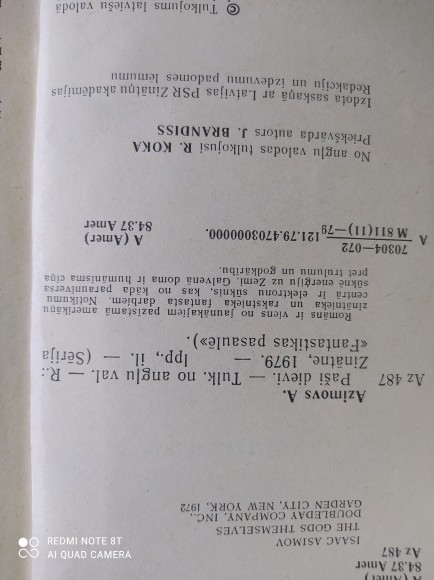 84.37 Amer
Az 487
ISAAC ASIMOV
THE GODS THEMSELVES
DOUBLEDAY COMPANY, INC.,
GARDEN CITY, NEW YORK, 1972
Azimovs A.
Az 487 Paši dievi. — Tulk. no angļu val. — R.:
Zinātne, 1979. — lpp., il. — (Sērija
«Fantastikas pasaulē»).
Romāns ir viens no jaunākajiem pazīstamā amerikāņu
zinātnieka un rakstnieka fantasta darbiem. Notikumu
centrā ir elektronu sūknis, kas no kāda paraunivērsa
sūknē enerģiju uz Zemi. Galvenā doma ir humānisma cīņa
pret trulumu un godkāribu.
A 70304—072
M 811(11)—79 121.79.4703000000.
A (Amer)
84.37 Amer
No angļu valodas tulkojusi R. KOKA
Priekšvārda autors J. BRANDISS
Izdota saskaņā ar Latvijas PSR Zinātņu akadēmijas
Redakciju un izdevumu padomes lēmumu
© Tulkojums latviešu valodā
REDMI NOTE 8T
AI QUAD CAMERA